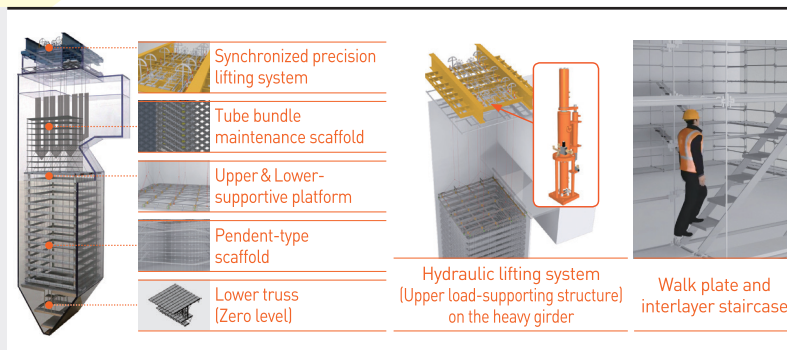 Synchronized precision
lifting system
Tube bundle
maintenance scaffold
Upper & Lower-
supportive platform
Pendent-type
scaffold
Lower truss
(Zero level)
Hydraulic lifting system
(Upper load-supporting structure)
on the heavy girder
Walk plate and
interlayer staircase